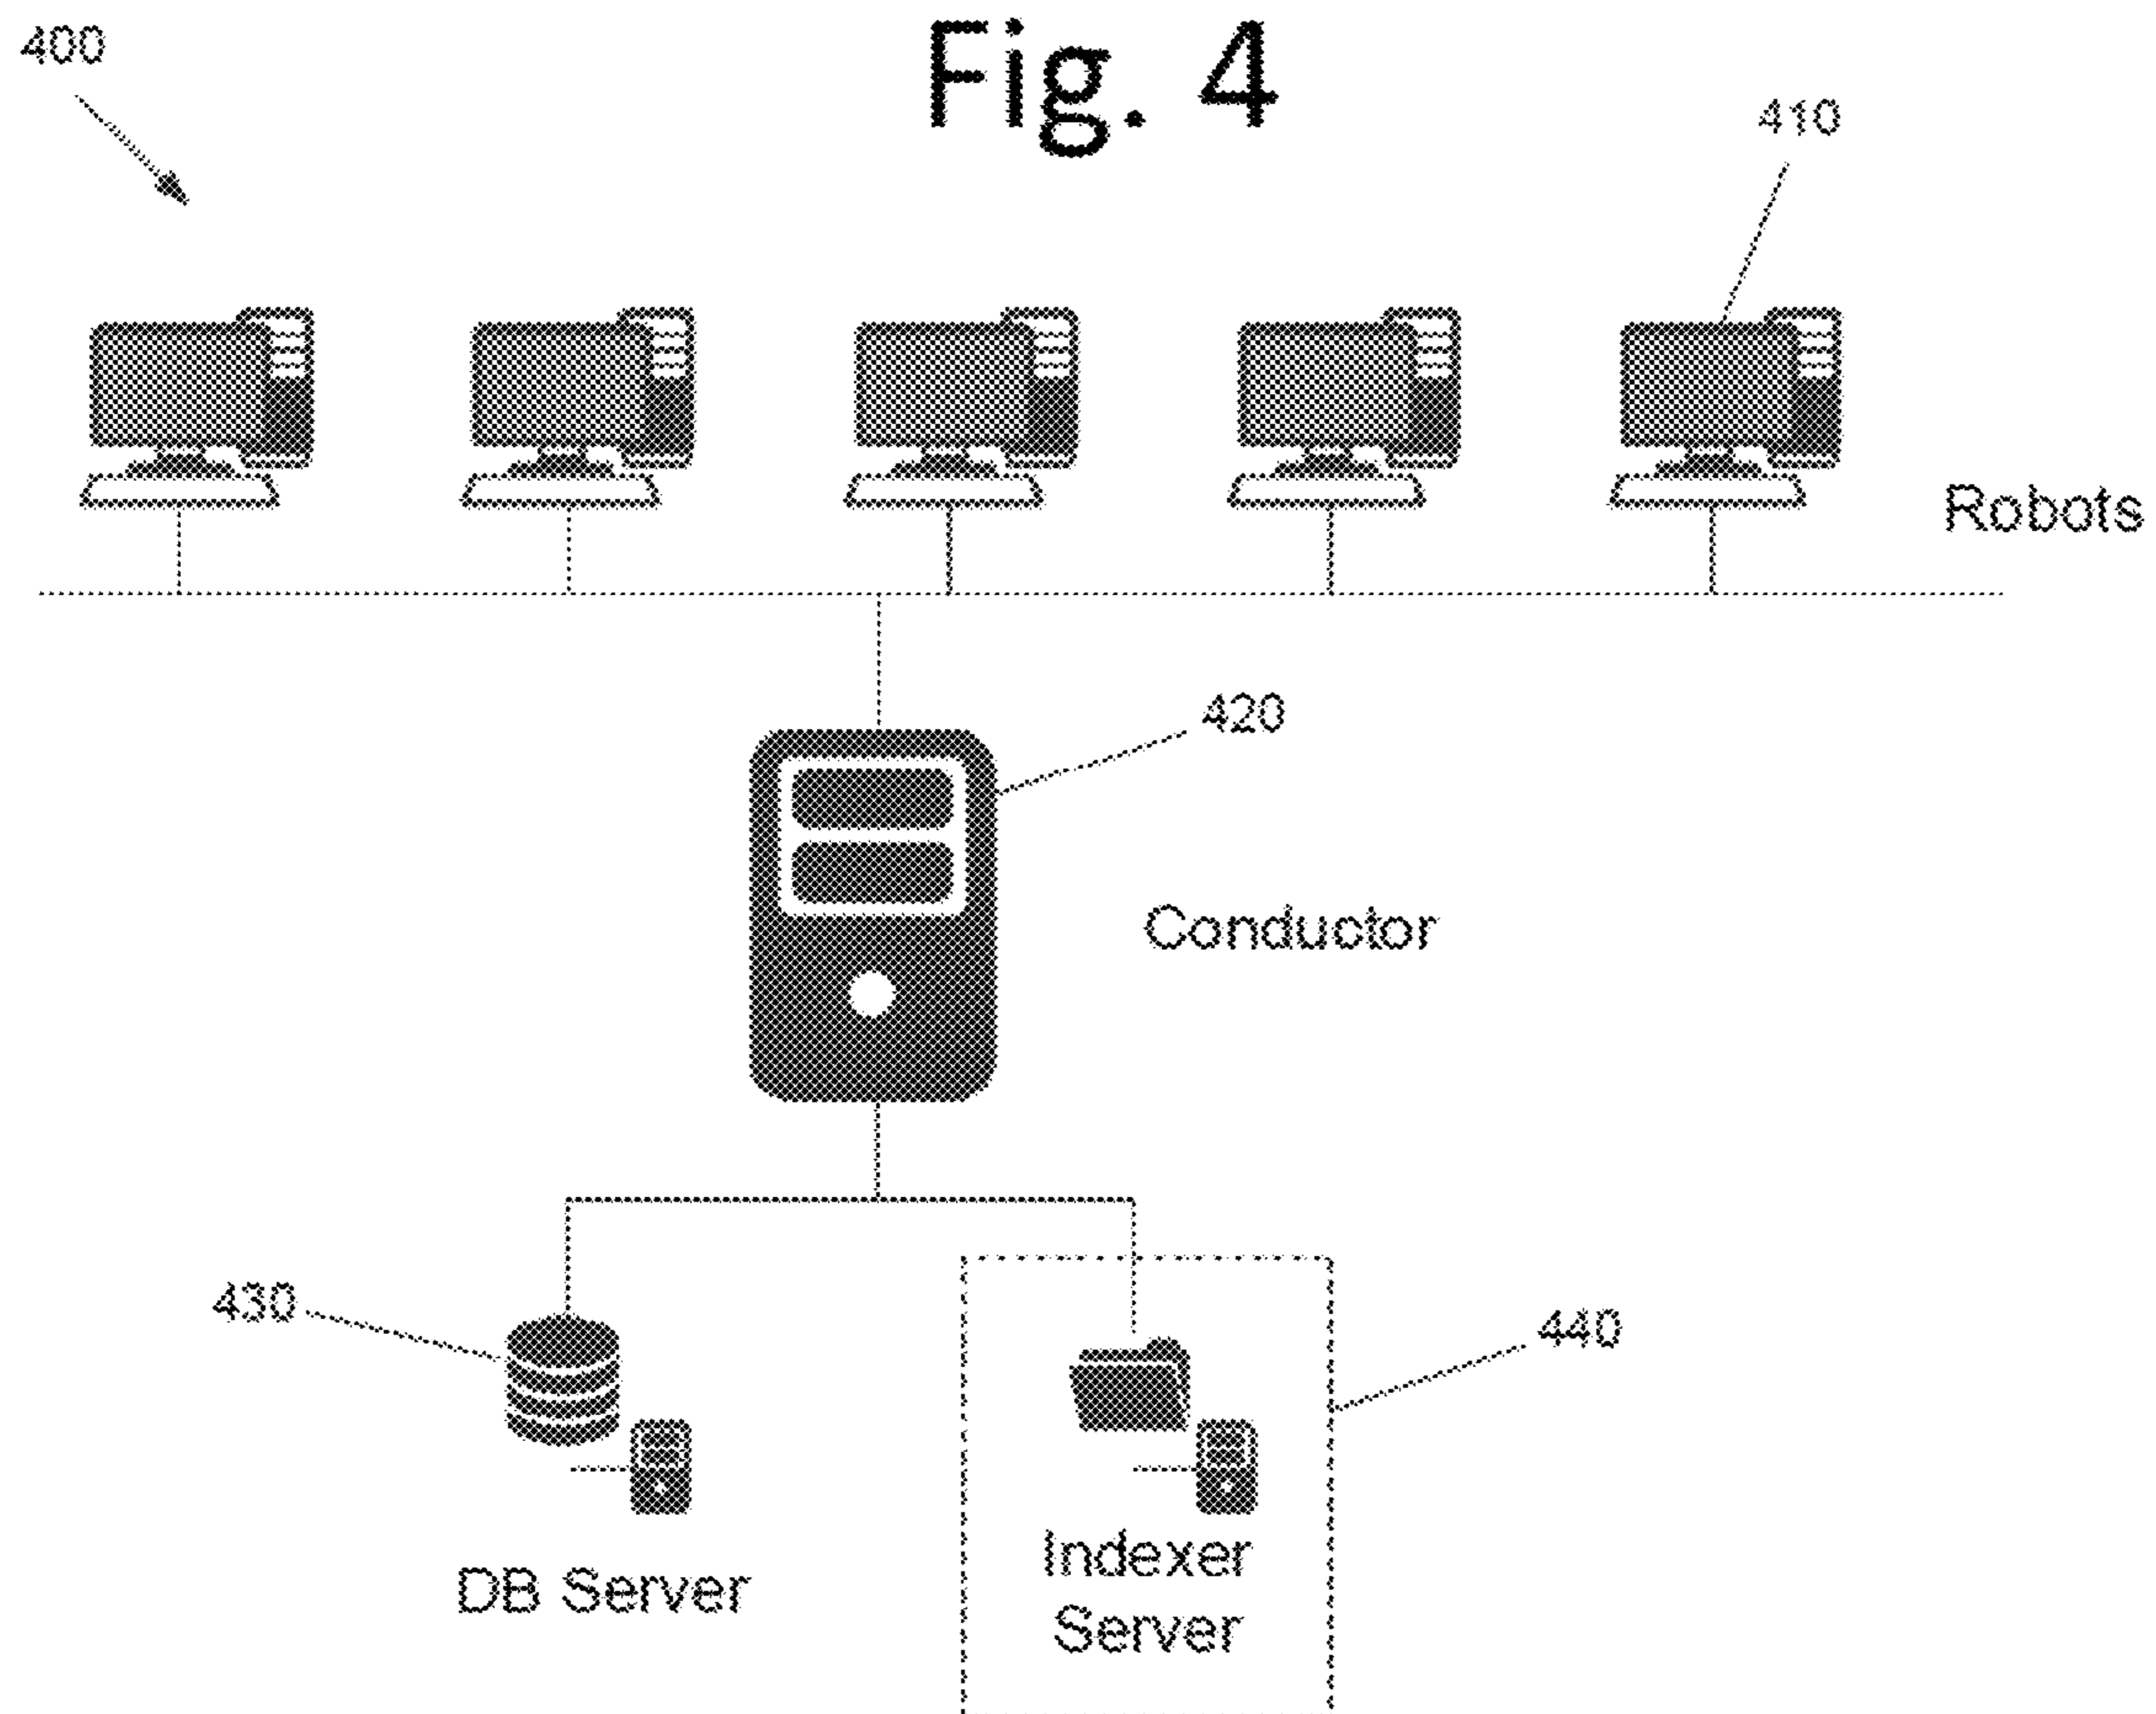 Fig. 4
400
410
Robots
420
Conductor
430
440
DB Server
Indexer
Server